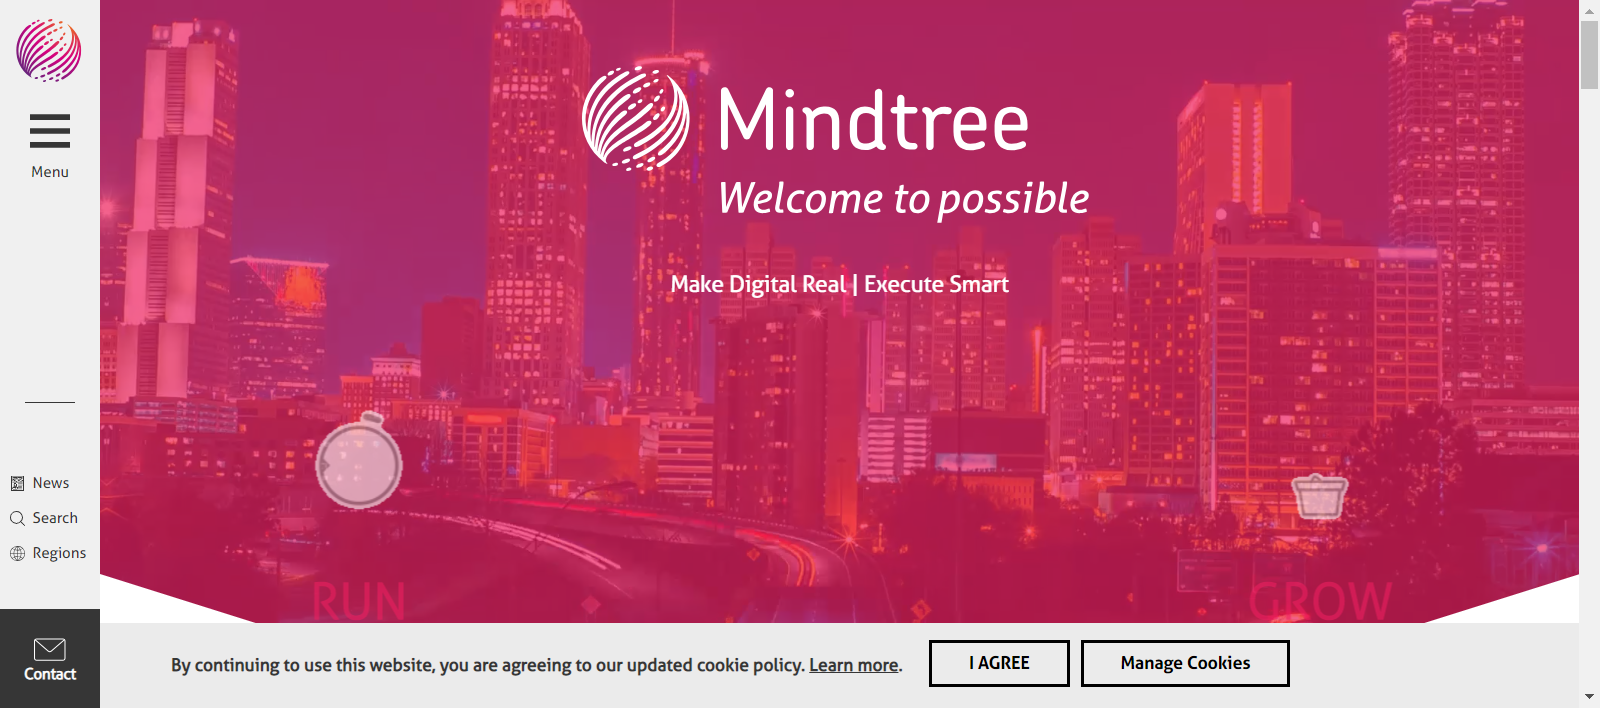 Menu
News
Search
Regions
Contact
Mindtree
Welcome to possible
Make Digital Real | Execute Smart
RUN
GROW
By continuing to use this website, you are agreeing to our updated cookie policy. Learn more.
I AGREE
Manage Cookies